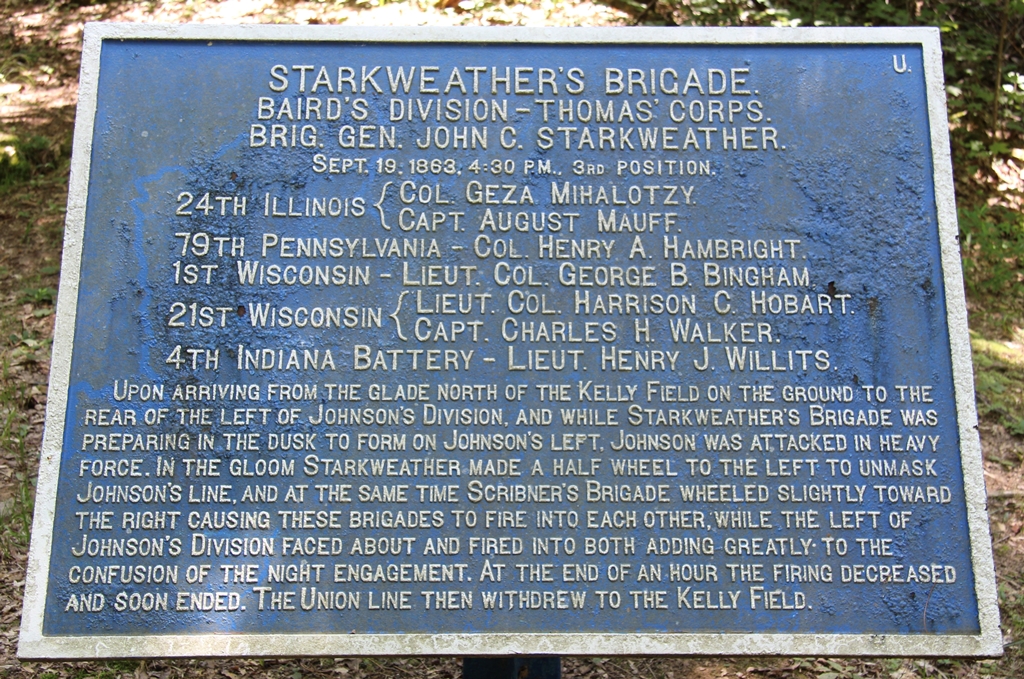 U.
STARKWEATHER'S BRIGADE.
BAIRD'S DIVISION – THOMAS' CORPS.
BRIG. GEN. JOHN C. STARKWEATHER.
SEPT. 19, 1863, 4:30 P.M., 3RD POSITION.
24TH ILLINOIS { COL. GEZA MIHALOTZY.
CAPT. AUGUST MAUFF.
79TH PENNSYLVANIA – COL. HENRY A. HAMBRIGHT.
1ST WISCONSIN – LIEUT. COL. GEORGE B. BINGHAM
21ST WISCONSIN { LIEUT. COL. HARRISON C. HOBART.
CAPT. CHARLES H. WALKER.
4TH INDIANA BATTERY – LIEUT. HENRY J. WILLITS.
UPON ARRIVING FROM THE GLADE NORTH OF THE KELLY FIELD ON THE GROUND TO THE
REAR OF THE LEFT OF JOHNSON'S DIVISION, AND WHILE STARKWEATHER'S BRIGADE WAS
PREPARING IN THE DUSK TO FORM ON JOHNSON'S LEFT, JOHNSON WAS ATTACKED IN HEAVY
FORCE. IN THE GLOOM STARKWEATHER MADE A HALF WHEEL TO THE LEFT TO UNMASK
JOHNSON'S LINE, AND AT THE SAME TIME SCRIBNER'S BRIGADE WHEELED SLIGHTLY TOWARD
THE RIGHT CAUSING THESE BRIGADES TO FIRE INTO EACH OTHER, WHILE THE LEFT OF
JOHNSON'S DIVISION FACED ABOUT AND FIRED INTO BOTH ADDING GREATLY TO THE
CONFUSION OF THE NIGHT ENGAGEMENT. AT THE END OF AN HOUR THE FIRING DECREASED
AND SOON ENDED. THE UNION LINE THEN WITHDREW TO THE KELLY FIELD.